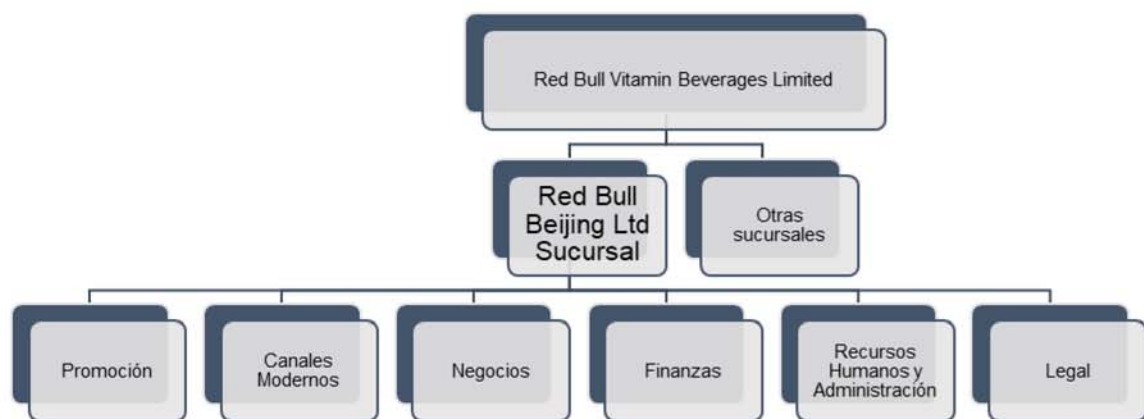 Red Bull Vitamin Beverages Limited
Red Bull
Beijing Ltd
Sucursal
Otras
sucursales
Promoción
Canales
Modernos
Negocios
Finanzas
Recursos
Humanos y
Administración
Legal